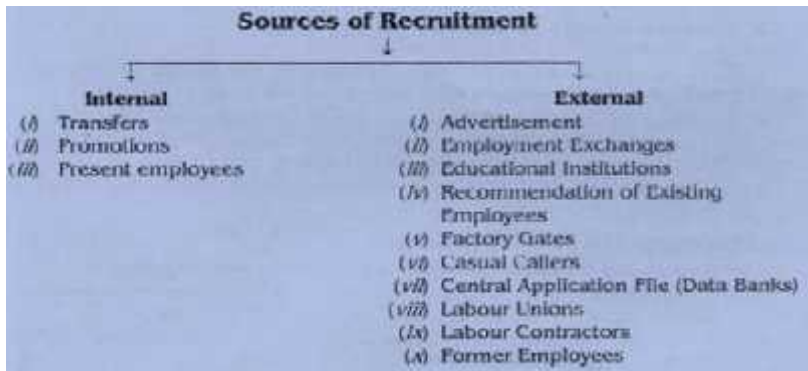 Sources of Recruitment
Internal
(i) Transfers
(ii) Promotions
(iii) Present employees
External
(i) Advertisement
(ii) Employment Exchanges
(iii) Educational Institutions
(iv) Recommendation of Existing
Employees
(v) Factory Gates
(vi) Casual Callers
(vii) Central Application File (Data Banks)
(viii) Labour Unions
(ix) Labour Contractors
(x) Former Employees